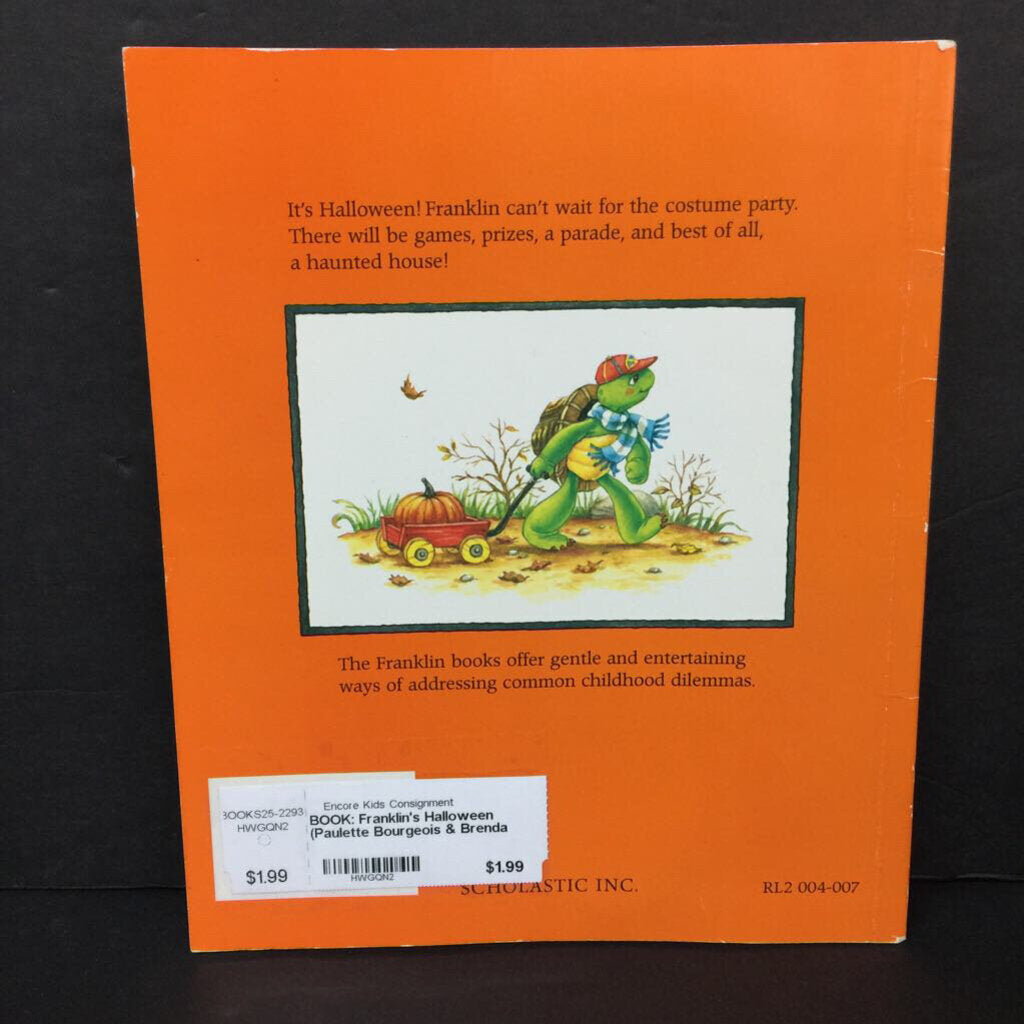 It's Halloween! Franklin can't wait for the costume party.
There will be games, prizes, a parade, and best of all,
a haunted house!
The Franklin books offer gentle and entertaining
ways of addressing common childhood dilemmas.
BOOKS25-2293
HWGQN2
$1.99
Encore Kids Consignment
BOOK: Franklin's Halloween
(Paulette Bourgeois & Brenda
HWGQN2
$1.99
SCHOLASTIC INC.
RL2 004-007